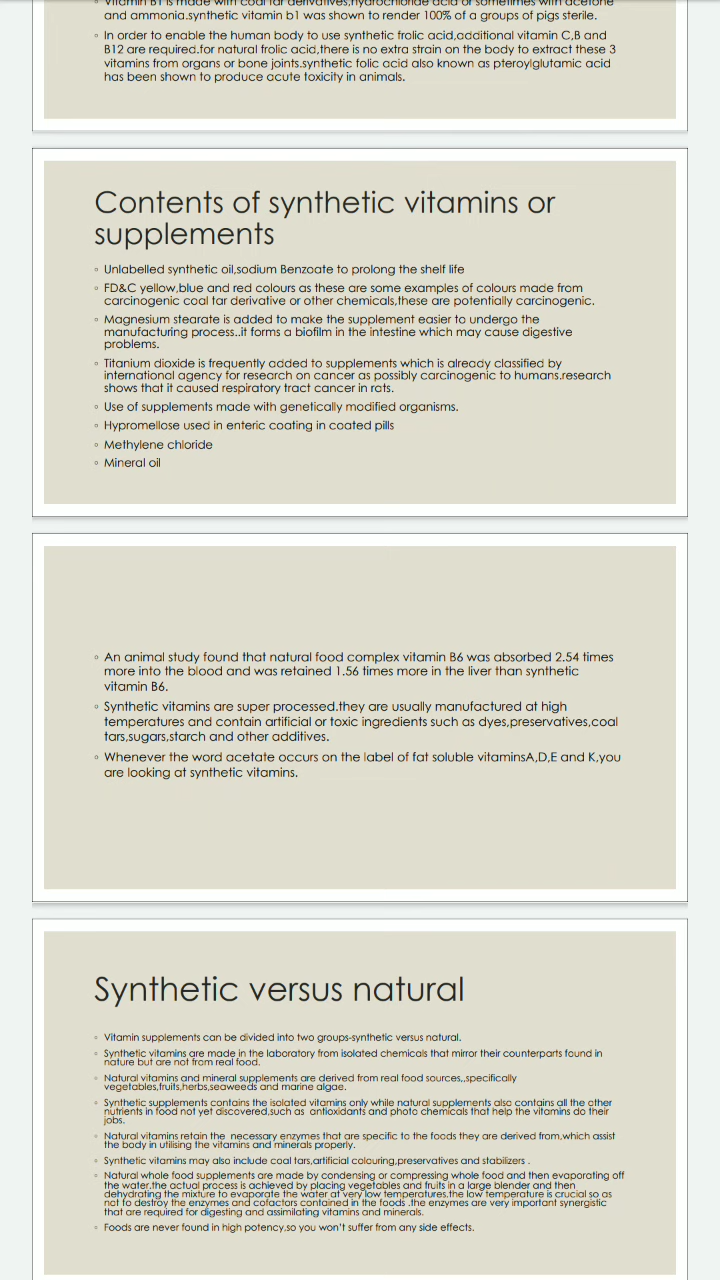 Vitamin B1 is made with coal tar derivatives,hydrochloride acid or sometimes with acetone
and ammonia.synthetic vitamin b1 was shown to render 100% of a groups of pigs sterile.
In order to enable the human body to use synthetic frolic acid,additional vitamin C,B and
B12 are required.for natural frolic acid,there is no extra strain on the body to extract these 3
vitamins from organs or bone joints.synthetic folic acid also known as pteroylglutamic acid
has been shown to produce acute toxicity in animals.
Contents of synthetic vitamins or
supplements
Unlabelled synthetic oil,sodium Benzoate to prolong the shelf life
FD&C yellow,blue and red colours as these are some examples of colours made from
carcinogenic coal tar derivative or other chemicals,these are potentially carcinogenic.
Magnesium stearate is added to make the supplement easier to undergo the
manufacturing process..it forms a biofilm in the intestine which may cause digestive
problems.
Titanium dioxide is frequently added to supplements which is already classified by
international agency for research on cancer as possibly carcinogenic to humans.research
shows that it caused respiratory tract cancer in rats.
Use of supplements made with genetically modified organisms.
Hypromellose used in enteric coating in coated pills
Methylene chloride
Mineral oil
An animal study found that natural food complex vitamin B6 was absorbed 2.54 times
more into the blood and was retained 1.56 times more in the liver than synthetic
vitamin B6.
Synthetic vitamins are super processed.they are usually manufactured at high
temperatures and contain artificial or toxic ingredients such as dyes,preservatives,coal
tars,sugars,starch and other additives.
Whenever the word acetate occurs on the label of fat soluble vitaminsA,D,E and K,you
are looking at synthetic vitamins.
Synthetic versus natural
Vitamin supplements can be divided into two groups-synthetic versus natural.
Synthetic vitamins are made in the laboratory from isolated chemicals that mirror their counterparts found in
nature but are not from real food.
Natural vitamins and mineral supplements are derived from real food sources,,specifically
vegetables,fruits,herbs,seaweeds and marine algae.
Synthetic supplements contains the isolated vitamins only while natural supplements also contains all the other
nutrients in food not yet discovered,such as antioxidants and photo chemicals that help the vitamins do their
jobs.
Natural vitamins retain the necessary enzymes that are specific to the foods they are derived from,which assist
the body in utilising the vitamins and minerals properly.
Synthetic vitamins may also include coal tars,artificial colouring,preservatives and stabilizers .
Natural whole food supplements are made by condensing or compressing whole food and then evaporating off
the water.the actual process is achieved by placing vegetables and fruits in a large blender and then
dehydrating the mixture to evaporate the water at very low temperatures.the low temperature is crucial so as
not to destroy the enzymes and cofactors contained in the foods .the enzymes are very important synergistic
that are required for digesting and assimilating vitamins and minerals.
Foods are never found in high potency,so you won't suffer from any side effects.